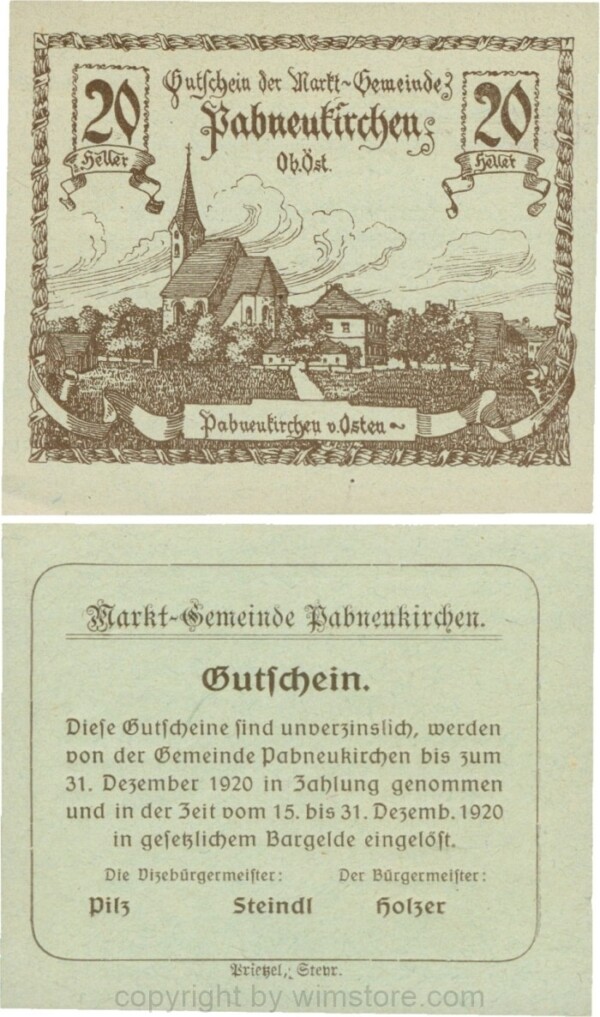 20 Heller
Gutschein der Markt-Gemeinde
Pabneukirchen
Ob.Öst.
20 Heller
Pabneukirchen v. Osten
Markt-Gemeinde Pabneukirchen.
Gutschein.
Diese Gutscheine sind unverzinslich, werden
von der Gemeinde Pabneukirchen bis zum
31. Dezember 1920 in Zahlung genommen
und in der Zeit vom 15. bis 31. Dezemb. 1920
in gesetzlichem Bargelde eingelöst.
Die Vizebürgermeister: Der Bürgermeister:
Pilz Steindl Holzer
Prietzel, Steyr.
copyright by wimstore.com